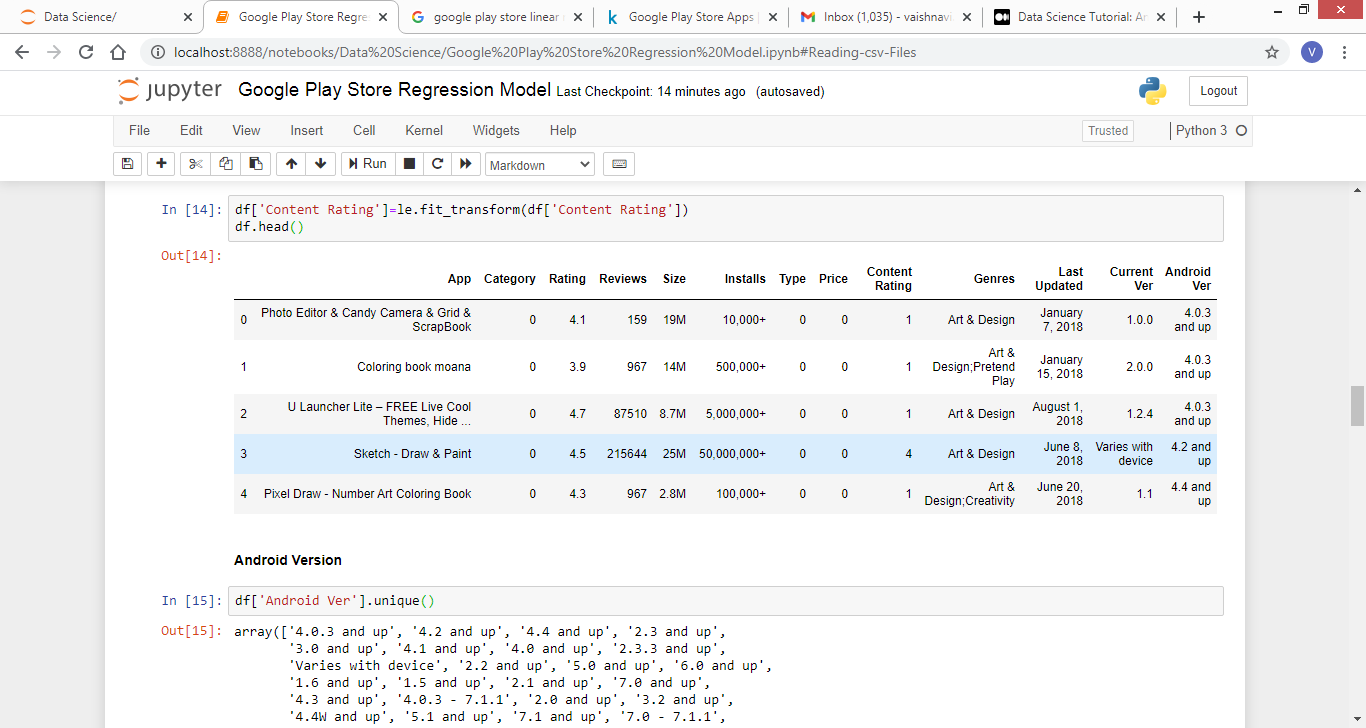 Data Science/ Google Play Store Regres google play store linear Google Play Store Apps Inbox (1,035) - vaishnav Data Science Tutorial: An
localhost:8888/notebooks/Data%20Science/Google%20Play%20Store%20Regression%20Model.ipynb#Reading-csv-Files V
jupyter Google Play Store Regression Model Last Checkpoint: 14 minutes ago (autosaved) Logout
File Edit View Insert Cell Kernel Widgets Help Trusted Python 3
Run Markdown
In [14]: df['Content Rating']=le.fit_transform(df['Content Rating'])
df.head()
Out[14]:
App Category Rating Reviews Size Installs Type Price Content Rating Genres Last Updated Current Ver Android Ver
0 Photo Editor & Candy Camera & Grid & ScrapBook 0 4.1 159 19M 10,000+ 0 0 1 Art & Design January 7, 2018 1.0.0 4.0.3 and up
1 Coloring book moana 0 3.9 967 14M 500,000+ 0 0 1 Art & Design;Pretend Play January 15, 2018 2.0.0 4.0.3 and up
2 U Launcher Lite – FREE Live Cool Themes, Hide ... 0 4.7 87510 8.7M 5,000,000+ 0 0 1 Art & Design August 1, 2018 1.2.4 4.0.3 and up
3 Sketch - Draw & Paint 0 4.5 215644 25M 50,000,000+ 0 0 4 Art & Design June 8, 2018 Varies with device 4.2 and up
4 Pixel Draw - Number Art Coloring Book 0 4.3 967 2.8M 100,000+ 0 0 1 Art & Design;Creativity June 20, 2018 1.1 4.4 and up
Android Version
In [15]: df['Android Ver'].unique()
Out[15]: array(['4.0.3 and up', '4.2 and up', '4.4 and up', '2.3 and up',
'3.0 and up', '4.1 and up', '4.0 and up', '2.3.3 and up',
'Varies with device', '2.2 and up', '5.0 and up', '6.0 and up',
'1.6 and up', '1.5 and up', '2.1 and up', '7.0 and up',
'4.3 and up', '4.0.3 - 7.1.1', '2.0 and up', '3.2 and up',
'4.4W and up', '5.1 and up', '7.1 and up', '7.0 - 7.1.1',